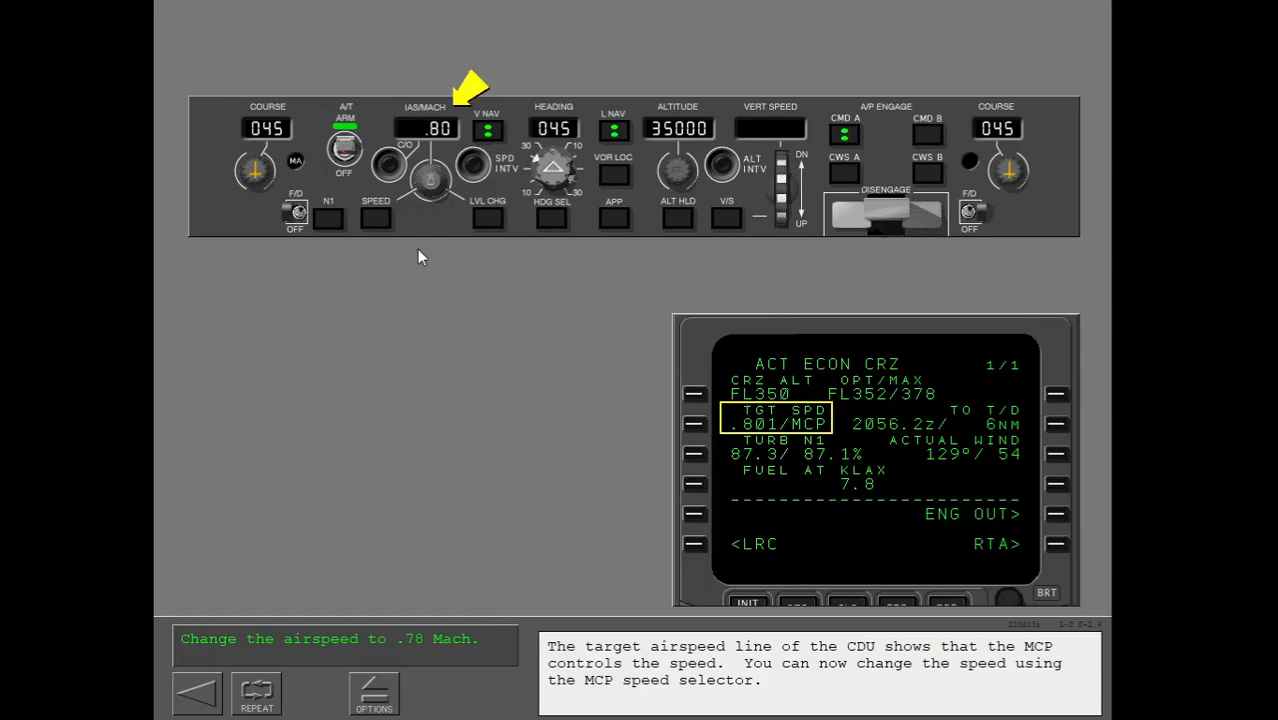 COURSE
A/T
ARM
IAS/MACH
V NAV
HEADING
L NAV
ALTITUDE
VERT SPEED
A/P ENGAGE
CMD A
CMD B
COURSE
045
.80
045
35000
045
C/O
30
10
MA
OFF
SPD
INTV
VOR LOC
ALT
INTV
DN
CWS A
CWS B
10
30
F/D
N1
SPEED
LVL CHG
HDG SEL
APP
ALT HLD
V/S
UP
DISENGAGE
F/D
OFF
OFF
ACT ECON CRZ 1/1
CRZ ALT OPT/MAX
FL350 FL352/378
TGT SPD TO T/D
.801/MCP 2056.2z/ 6NM
TURB N1 ACTUAL WIND
87.3/ 87.1% 129º/ 54
FUEL AT KLAX
7.8
--------------------------------------
ENG OUT>
<LRC RTA>
BRT
Change the airspeed to .78 Mach.
The target airspeed line of the CDU shows that the MCP
controls the speed. You can now change the speed using
the MCP speed selector.
REPEAT
OPTIONS